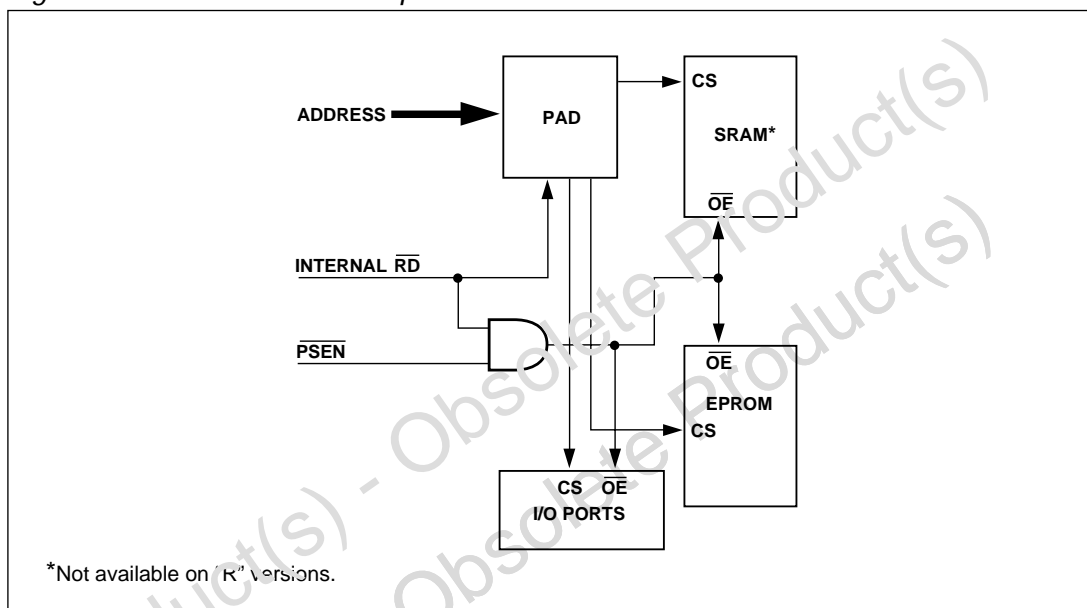 CS
ADDRESS
PAD
SRAM*
OE
INTERNAL RD
PSEN
OE
EPROM
CS
CS OE
I/O PORTS
*Not available on "R" versions.
Obsolete Product(s)
Obsolete Product(s)
duct(s) - Obsolete Product(s)